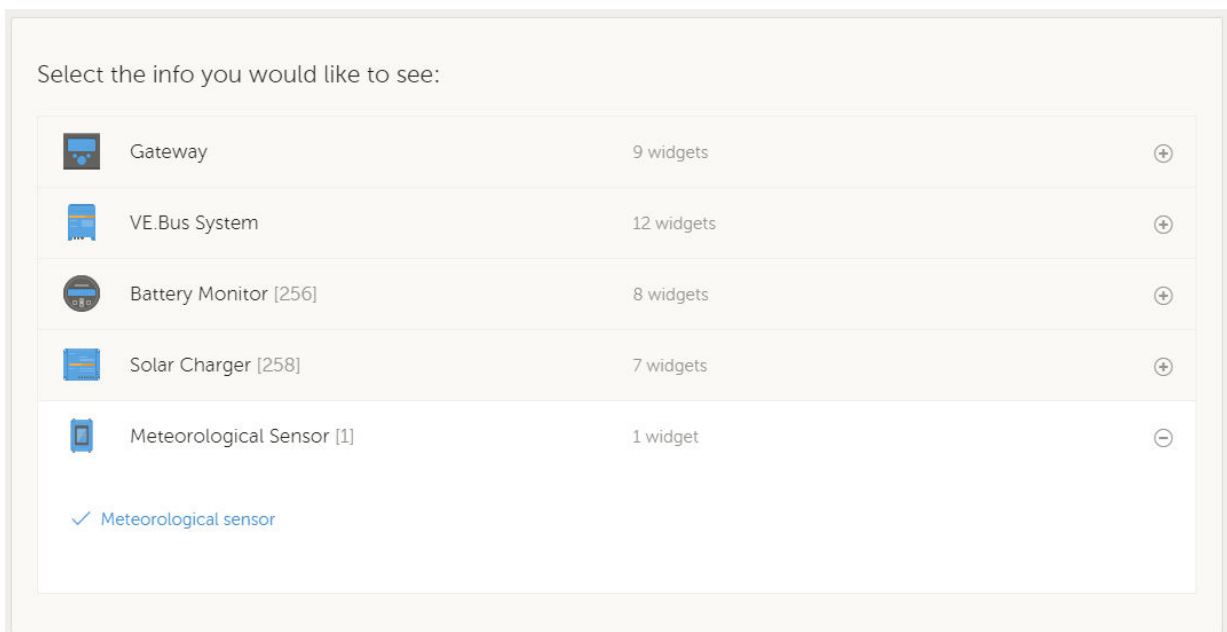 Select the info you would like to see:
Gateway 9 widgets
VE.Bus System 12 widgets
Battery Monitor [256] 8 widgets
Solar Charger [258] 7 widgets
Meteorological Sensor [1] 1 widget
Meteorological sensor